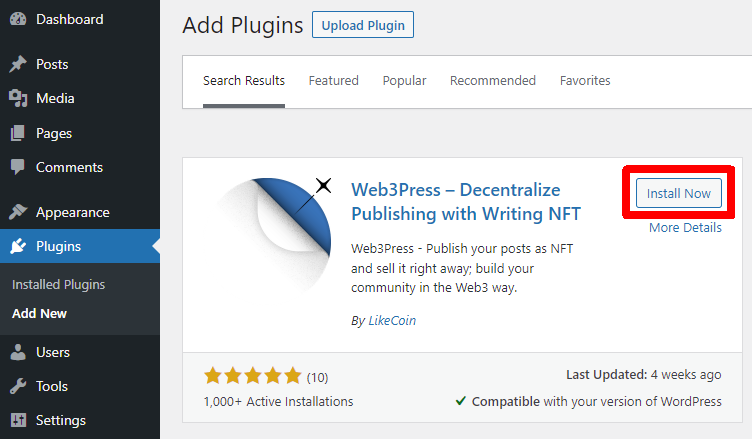 Dashboard
Posts
Media
Pages
Comments
Appearance
Plugins
Installed Plugins
Add New
Users
Tools
Settings
Add Plugins
Upload Plugin
Search Results
Featured
Popular
Recommended
Favorites
Web3Press – Decentralize
Publishing with Writing NFT
Web3Press - Publish your posts as NFT
and sell it right away; build your
community in the Web3 way.
By LikeCoin
Install Now
More Details
(10)
1,000+ Active Installations
Last Updated: 4 weeks ago
Compatible with your version of WordPress